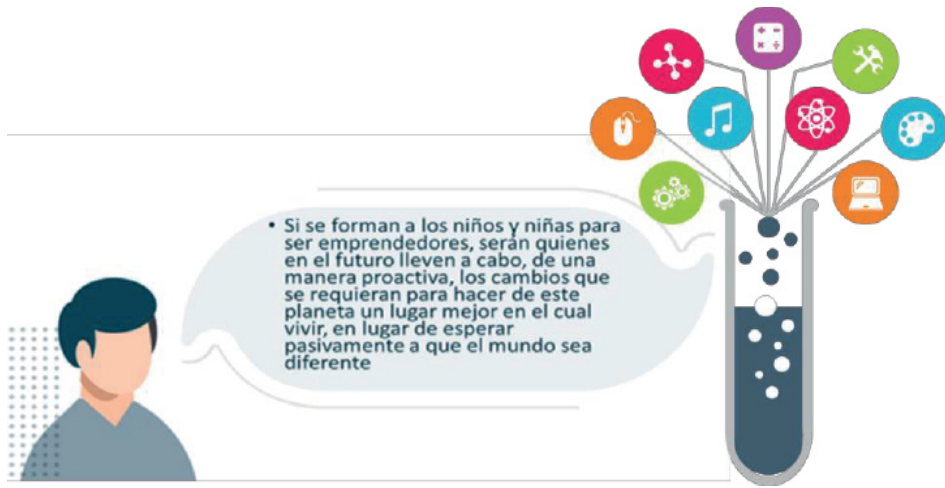 • Si se forman a los niños y niñas para
ser emprendedores, serán quienes
en el futuro lleven a cabo, de una
manera proactiva, los cambios que
se requieran para hacer de este
planeta un lugar mejor en el cual
vivir, en lugar de esperar
pasivamente a que el mundo sea
diferente